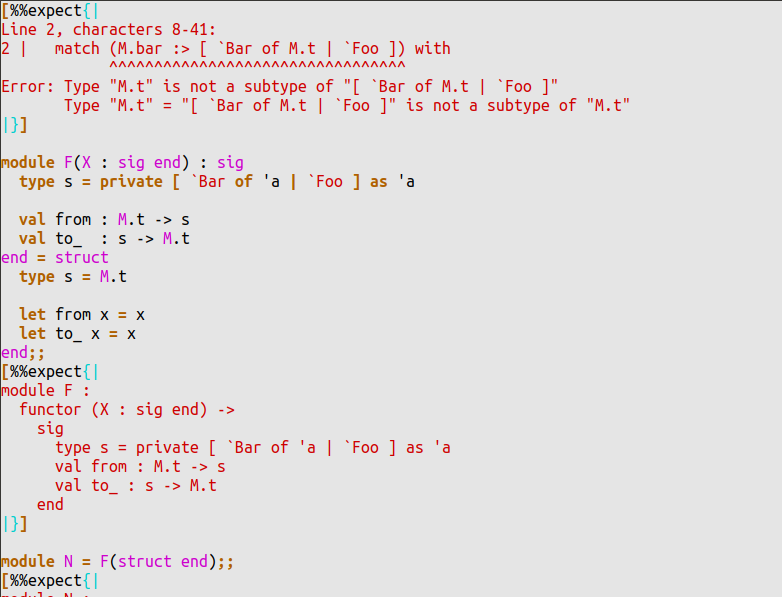 [%%expect{|
Line 2, characters 8-41:
2 |   match (M.bar :> [ `Bar of M.t | `Foo ]) with
            ^^^^^^^^^^^^^^^^^^^^^^^^^^^^^^^^^
Error: Type "M.t" is not a subtype of "[ `Bar of M.t | `Foo ]"
       Type "M.t" = "[ `Bar of M.t | `Foo ]" is not a subtype of "M.t"
|}]

module F(X : sig end) : sig
  type s = private [ `Bar of 'a | `Foo ] as 'a

  val from : M.t -> s
  val to_  : s -> M.t
end = struct
  type s = M.t

  let from x = x
  let to_ x = x
end;;
[%%expect{|
module F :
  functor (X : sig end) ->
    sig
      type s = private [ `Bar of 'a | `Foo ] as 'a
      val from : M.t -> s
      val to_ : s -> M.t
    end
|}]

module N = F(struct end);;
[%%expect{|
module N :